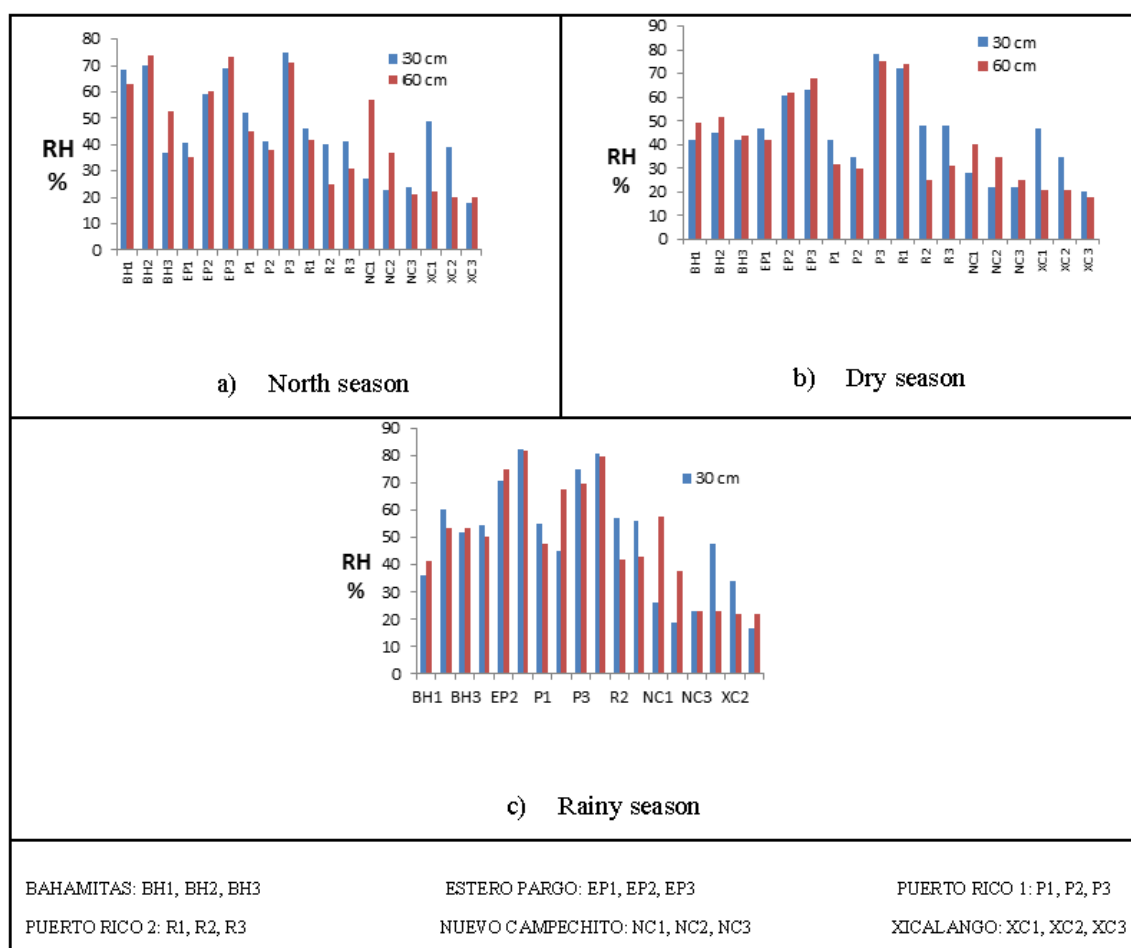 80
70
60
50
40
30
20
10
0
RH
%
30 cm
60 cm
BH1 BH2 BH3 EP1 EP2 EP3 P1 P2 P3 R1 R2 R3 NC1 NC2 NC3 XC1 XC2 XC3
a) North season
90
80
70
60
50
40
30
20
10
0
RH
%
30 cm
60 cm
BH1 BH2 BH3 EP1 EP2 EP3 P1 P2 P3 R1 R2 R3 NC1 NC2 NC3 XC1 XC2 XC3
b) Dry season
90
80
70
60
50
40
30
20
10
0
RH
%
30 cm
BH1 BH3 EP2 P1 P3 R2 NC1 NC3 XC2
c) Rainy season
BAHAMITAS: BH1, BH2, BH3 ESTERO PARGO: EP1, EP2, EP3 PUERTO RICO 1: P1, P2, P3
PUERTO RICO 2: R1, R2, R3 NUEVO CAMPECHITO: NC1, NC2, NC3 XICALANGO: XC1, XC2, XC3